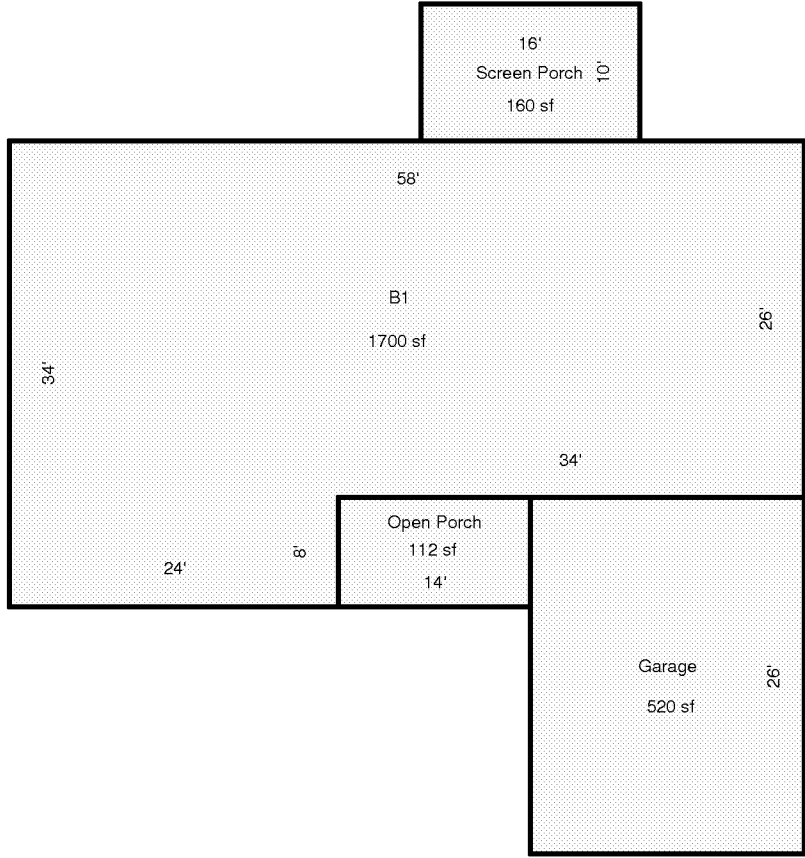 16'
Screen Porch
10'
160 sf
58'
B1
26'
1700 sf
34'
34'
Open Porch
8'
112 sf
24'
14'
Garage
26'
520 sf